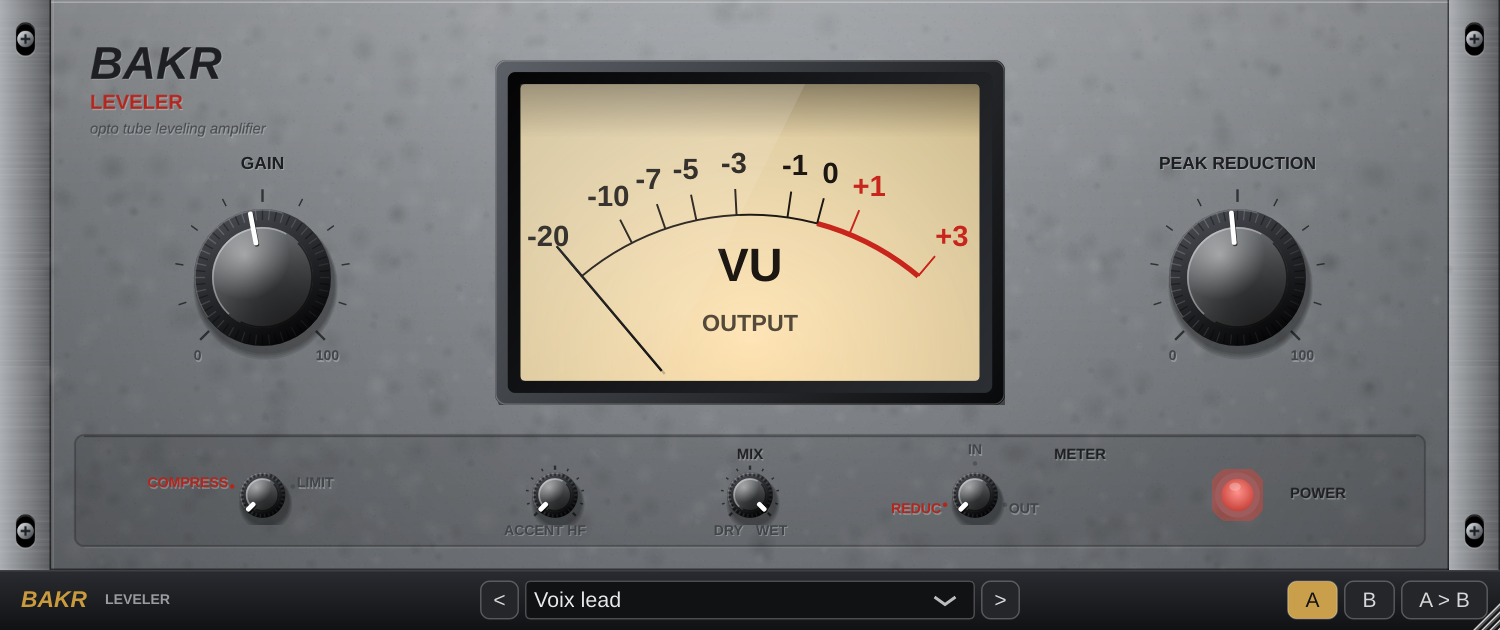 BAKR
LEVELER
opto tube leveling amplifier
GAIN
0 100
-20 -10 -7 -5 -3 -1 0 +1 +3
VU
OUTPUT
PEAK REDUCTION
0 100
COMPRESS LIMIT
ACCENT HF
MIX
DRY WET
IN
METER
REDUC OUT
POWER
BAKR LEVELER
< Voix lead >
A B A > B